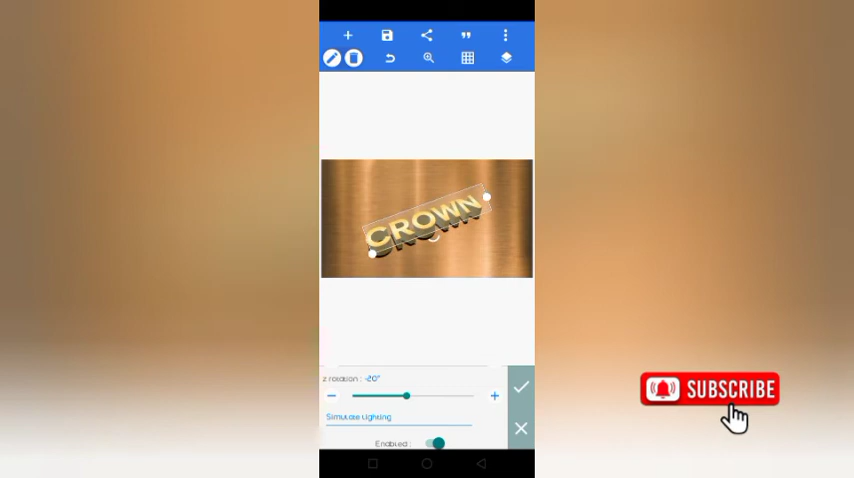 CROWN
z rotation : -20°
Simulate Lighting
Enabled :
SUBSCRIBE